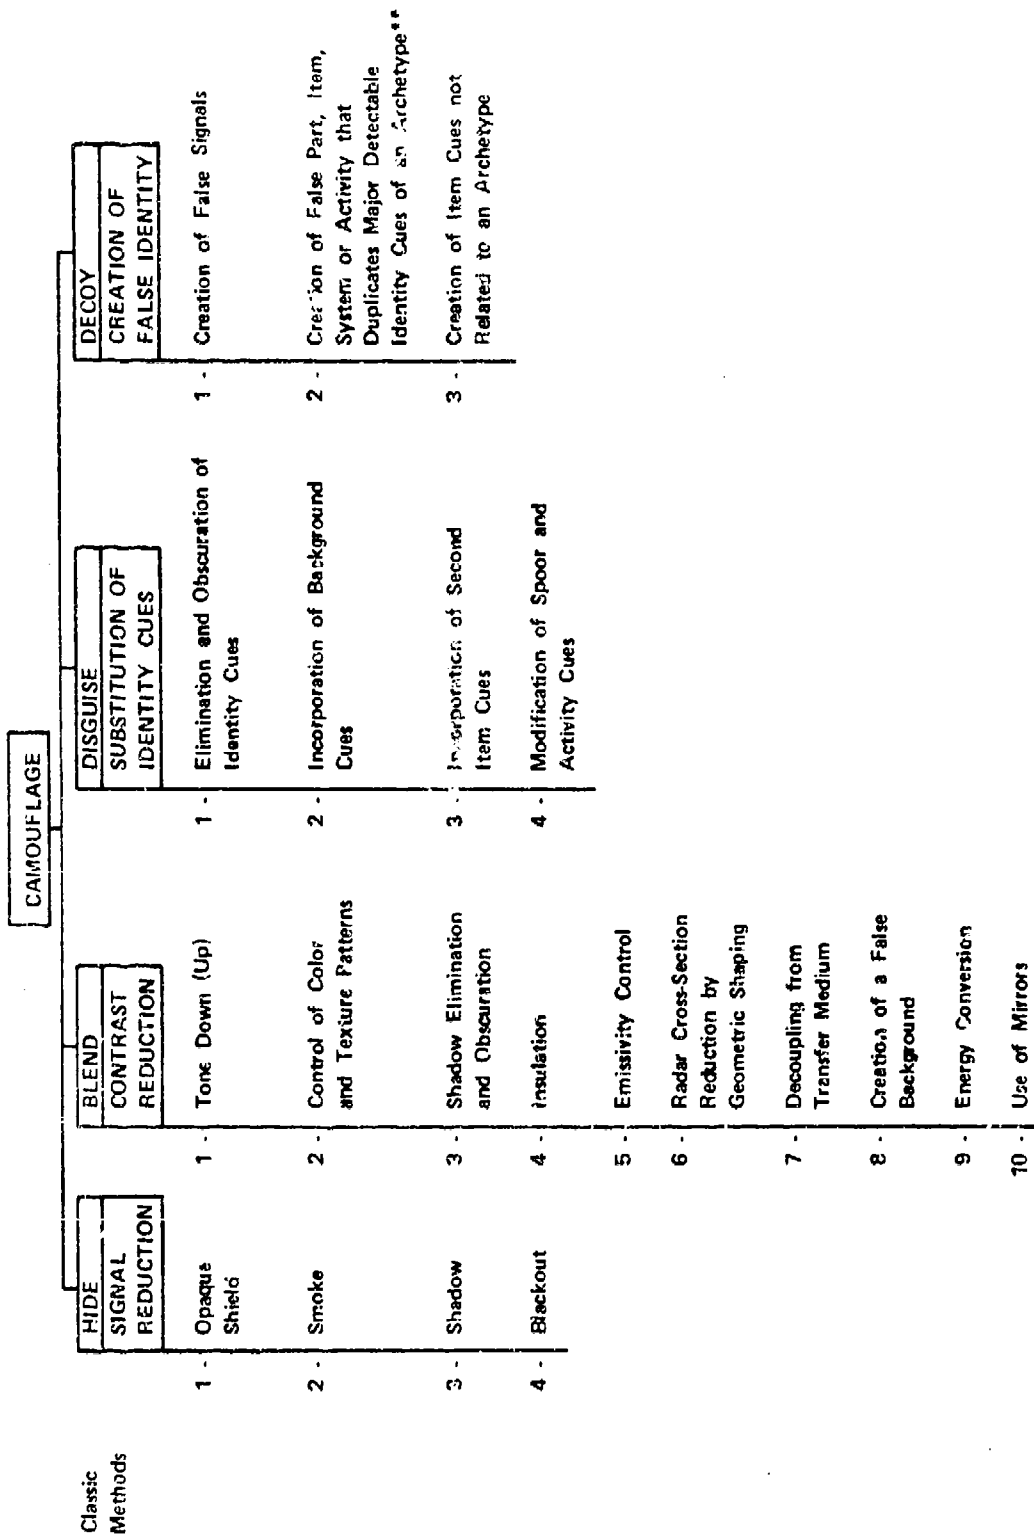 CAMOUFLAGE
Classic
Methods
HIDE
SIGNAL
REDUCTION
1 - Opaque
Shield
2 - Smoke
3 - Shadow
4 - Blackout
BLEND
CONTRAST
REDUCTION
1 - Tone Down (Up)
2 - Control of Color
and Texture Patterns
3 - Shadow Elimination
and Obscuration
4 - Insulation
5 - Emissivity Control
6 - Radar Cross-Section
Reduction by
Geometric Shaping
7 - Decoupling from
Transfer Medium
8 - Creation of a False
Background
9 - Energy Conversion
10 - Use of Mirrors
DISGUISE
SUBSTITUTION OF
IDENTITY CUES
1 - Elimination and Obscuration of
Identity Cues
2 - Incorporation of Background
Cues
3 - Incorporation of Second
Item Cues
4 - Modification of Spoor and
Activity Cues
DECOY
CREATION OF
FALSE IDENTITY
1 - Creation of False Signals
2 - Creation of False Part, Item,
System or Activity that
Duplicates Major Detectable
Identity Cues of an Archetype**
3 - Creation of Item Cues not
Related to an Archetype